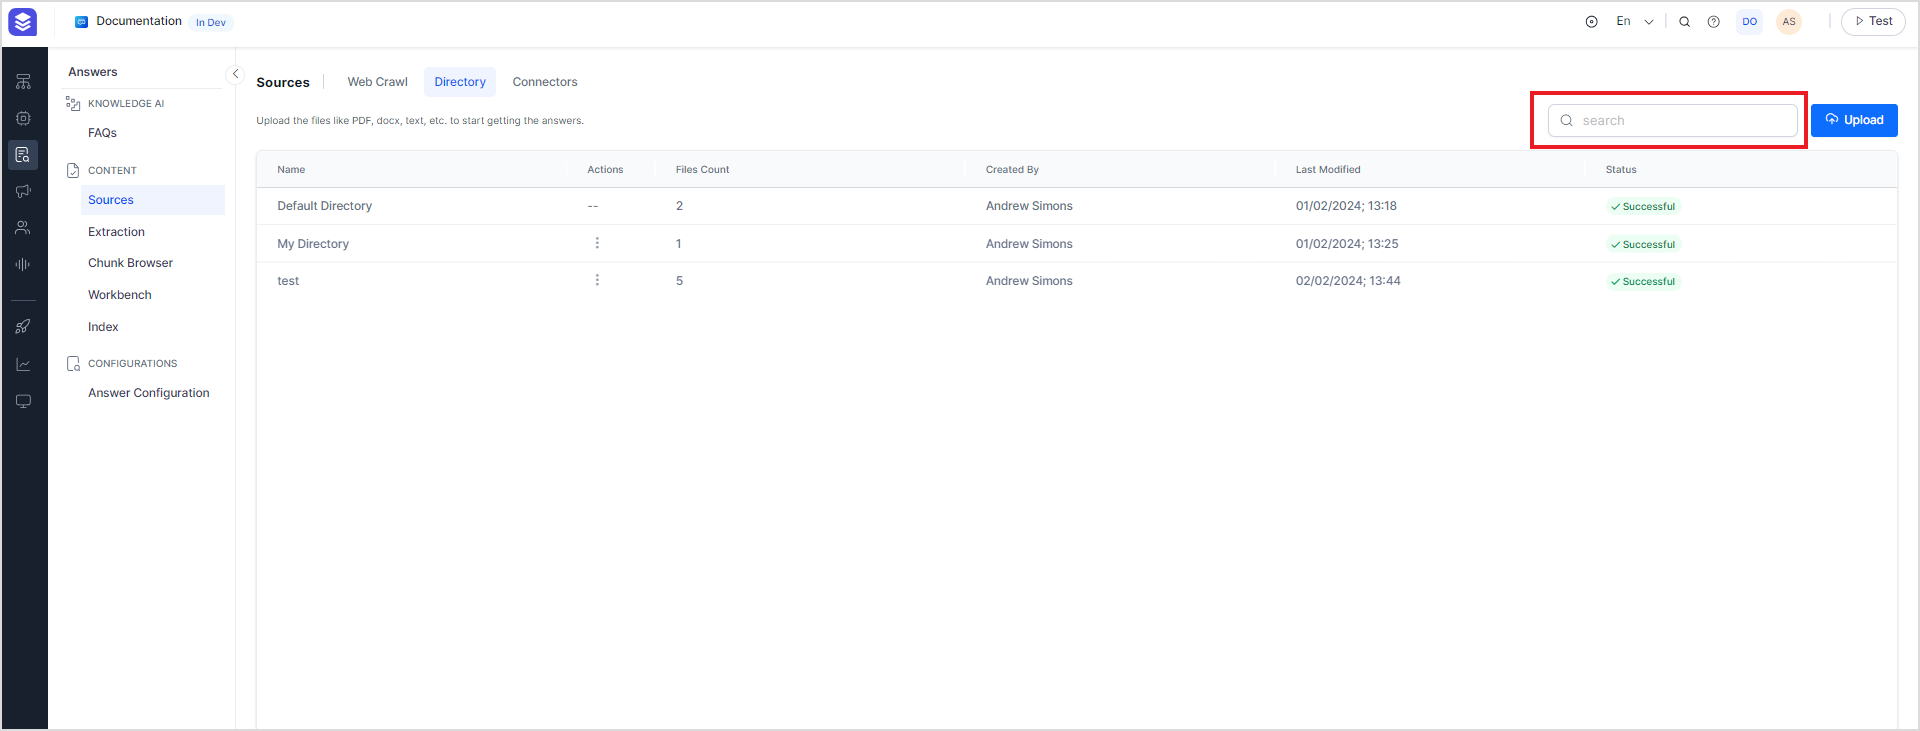 Documentation In Dev
En DO AS Test
Answers
KNOWLEDGE AI
FAQs
CONTENT
Sources
Extraction
Chunk Browser
Workbench
Index
CONFIGURATIONS
Answer Configuration
Sources Web Crawl Directory Connectors
Upload the files like PDF, docx, text, etc. to start getting the answers.
search Upload
Name Actions Files Count Created By Last Modified Status
Default Directory -- 2 Andrew Simons 01/02/2024; 13:18 Successful
My Directory 1 Andrew Simons 01/02/2024; 13:25 Successful
test 5 Andrew Simons 02/02/2024; 13:44 Successful